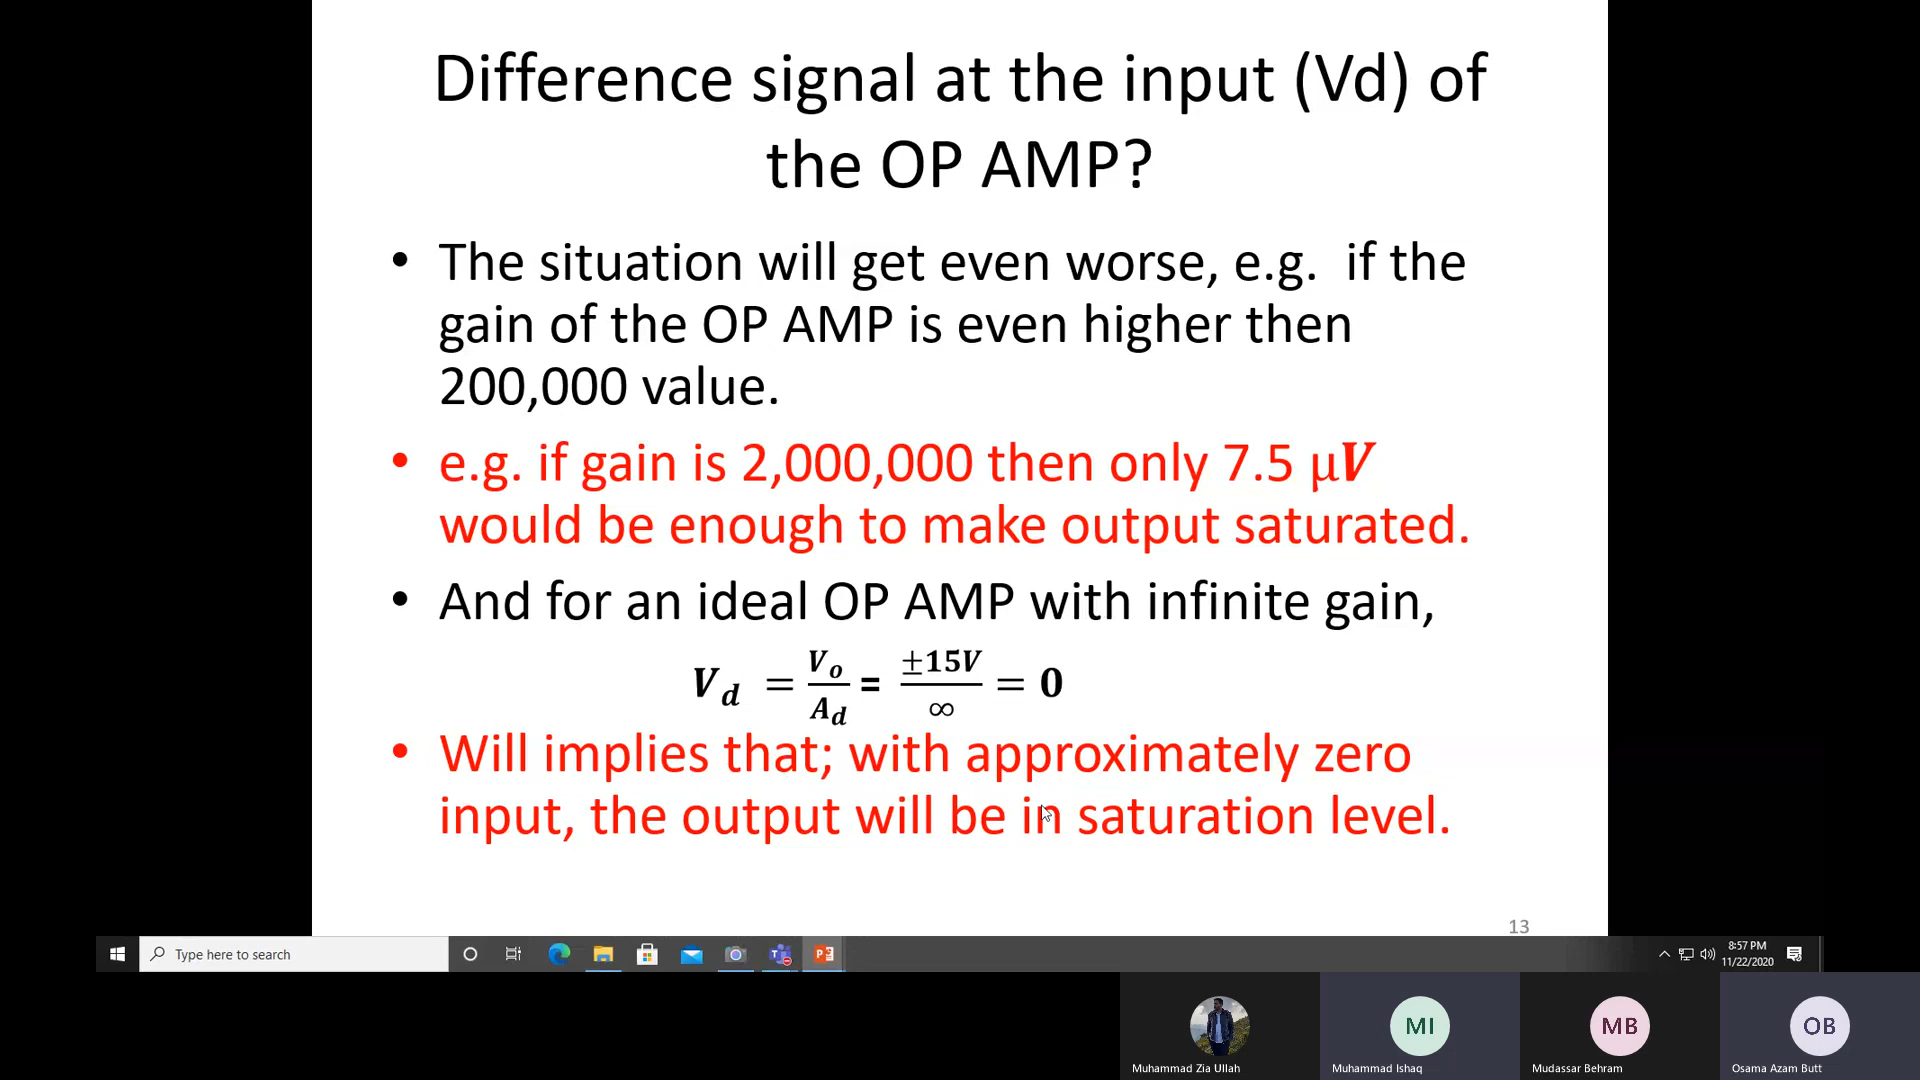 Difference signal at the input (Vd) of
the OP AMP?
• The situation will get even worse, e.g. if the
gain of the OP AMP is even higher then
200,000 value.
• e.g. if gain is 2,000,000 then only 7.5 μV
would be enough to make output saturated.
• And for an ideal OP AMP with infinite gain,
V_d = V_o/A_d = ±15V/∞ = 0
• Will implies that; with approximately zero
input, the output will be in saturation level.
13
Type here to search
8:57 PM
11/22/2020
MI
MB
OB
Muhammad Zia Ullah
Muhammad Ishaq
Mudassar Behram
Osama Azam Butt